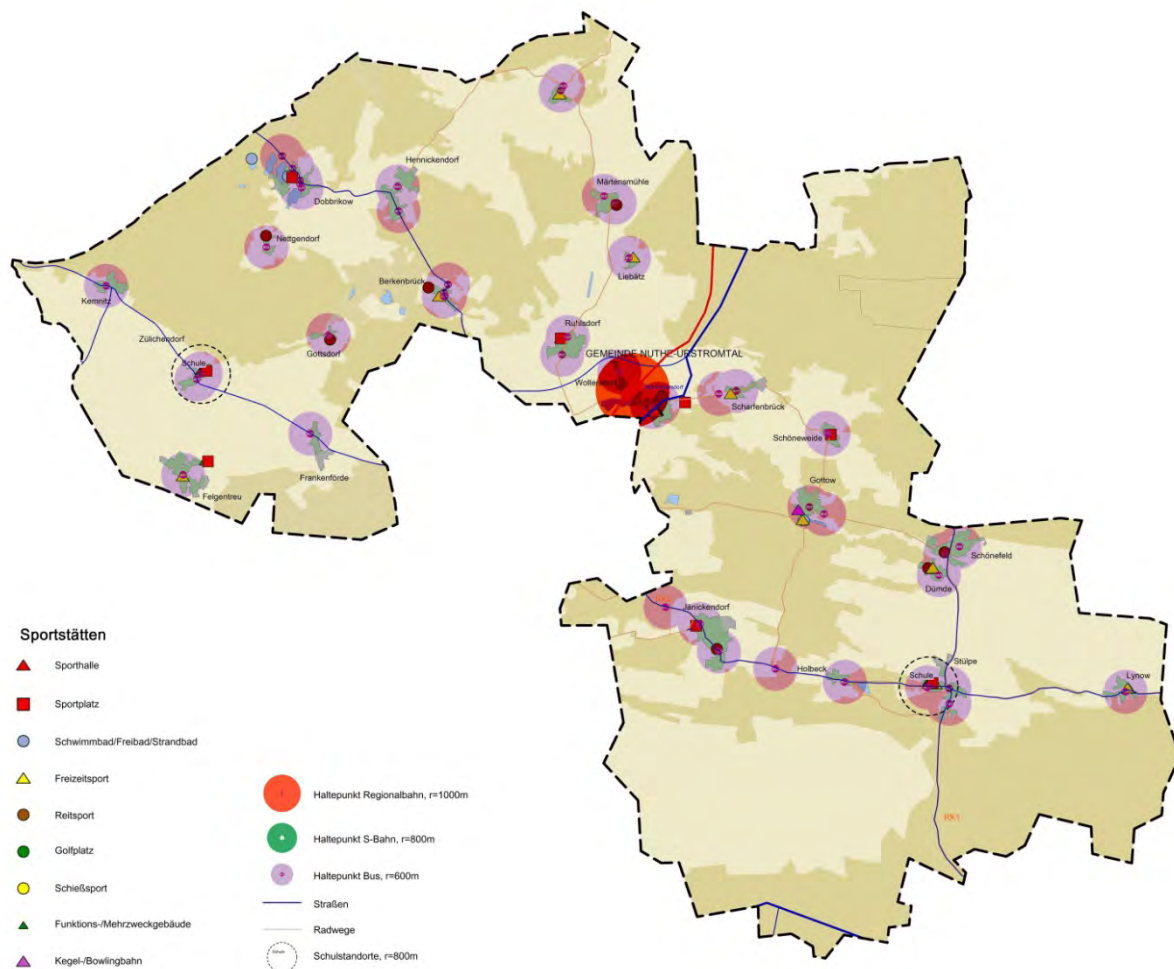 Hennickendorf
Märtensmühle
Dobbrikow
Nettgendorf
Liebätz
Berkenbrück
Kemnitz
Zülichendorf
Ruhlsdorf
Gottsdorf
GEMEINDE NUTHE-URSTROMTAL
Schule
Scharfenbrück
Schöneweide
Frankenförde
Felgentreu
Gottow
Schönefeld
Dümde
Jänickendorf
Holbeck
Stülpe
Schule
Lynow
RK1
Sportstätten
Sporthalle
Sportplatz
Schwimmbad/Freibad/Strandbad
Freizeitsport
Reitsport
Golfplatz
Schießsport
Funktions-/Mehrzweckgebäude
Kegel-/Bowlingbahn
Haltepunkt Regionalbahn, r=1000m
Haltepunkt S-Bahn, r=800m
Haltepunkt Bus, r=600m
Straßen
Radwege
Schule
Schulstandorte, r=800m